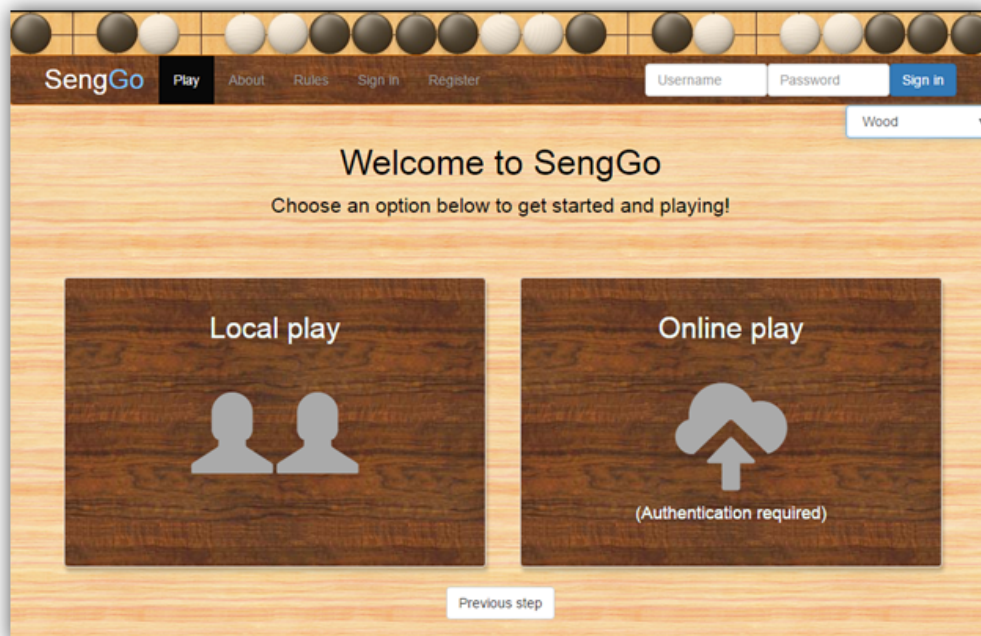 SengGo Play About Rules Sign in Register Username Password Sign in
Wood
Welcome to SengGo
Choose an option below to get started and playing!
Local play
Online play
(Authentication required)
Previous step